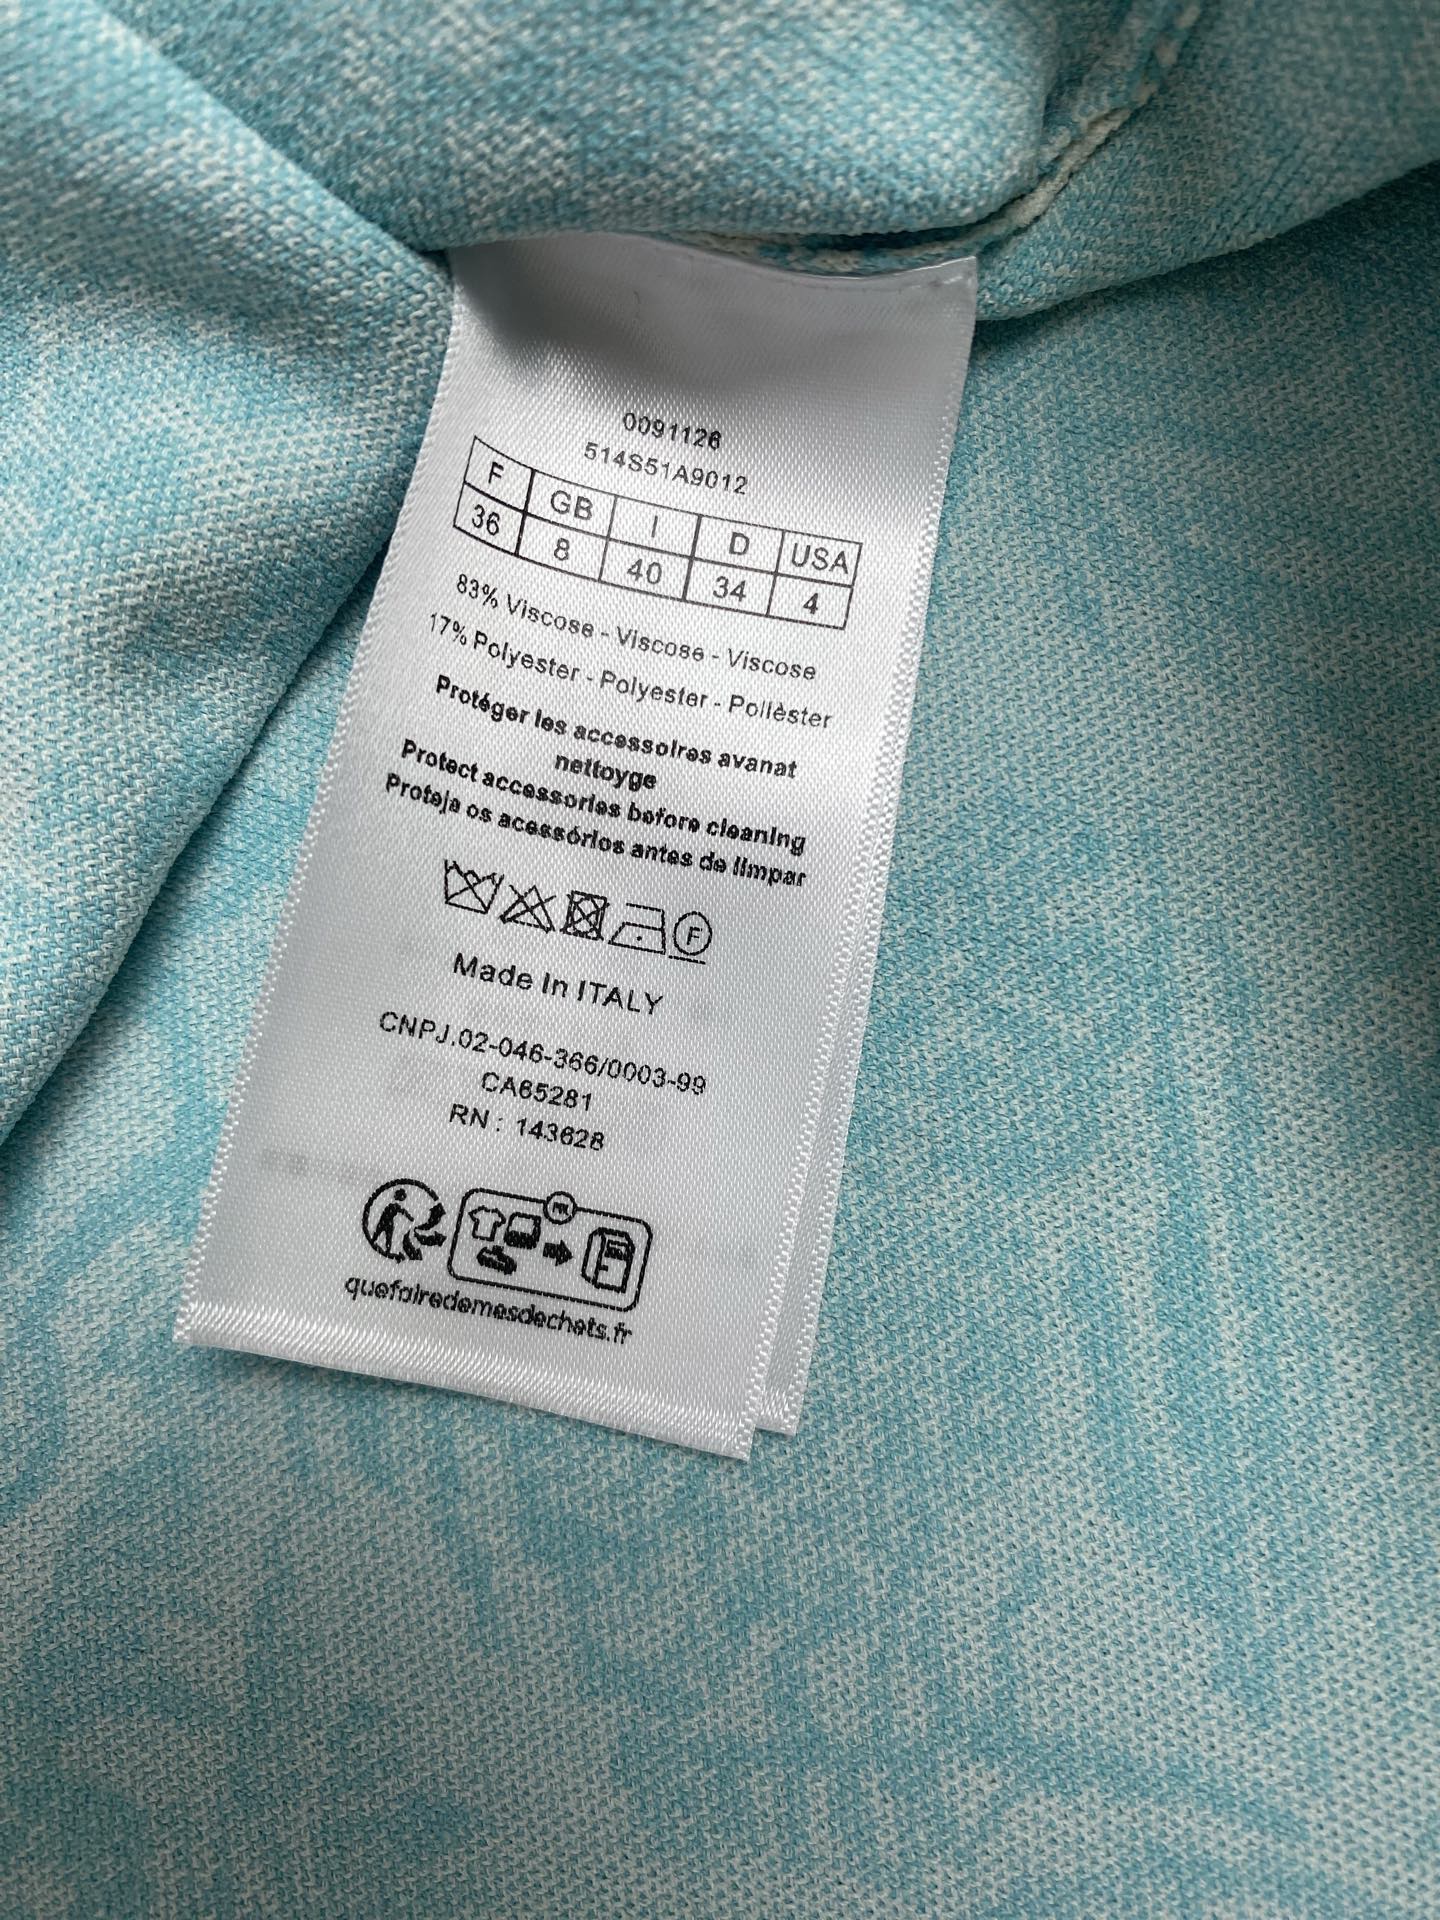 0091126
514S51A9012
F GB I D USA
36 8 40 34 4
83% Viscose - Viscose - Viscose
17% Polyester - Polyester - Polièster
Protéger les accessoires avanat
nettoyge
Protect accessories before cleaning
Proteja os acessórios antes de limpar
F
Made In ITALY
CNPJ.02-046-366/0003-99
CA65281
RN : 143628
FR
quefairedemesdechets.fr